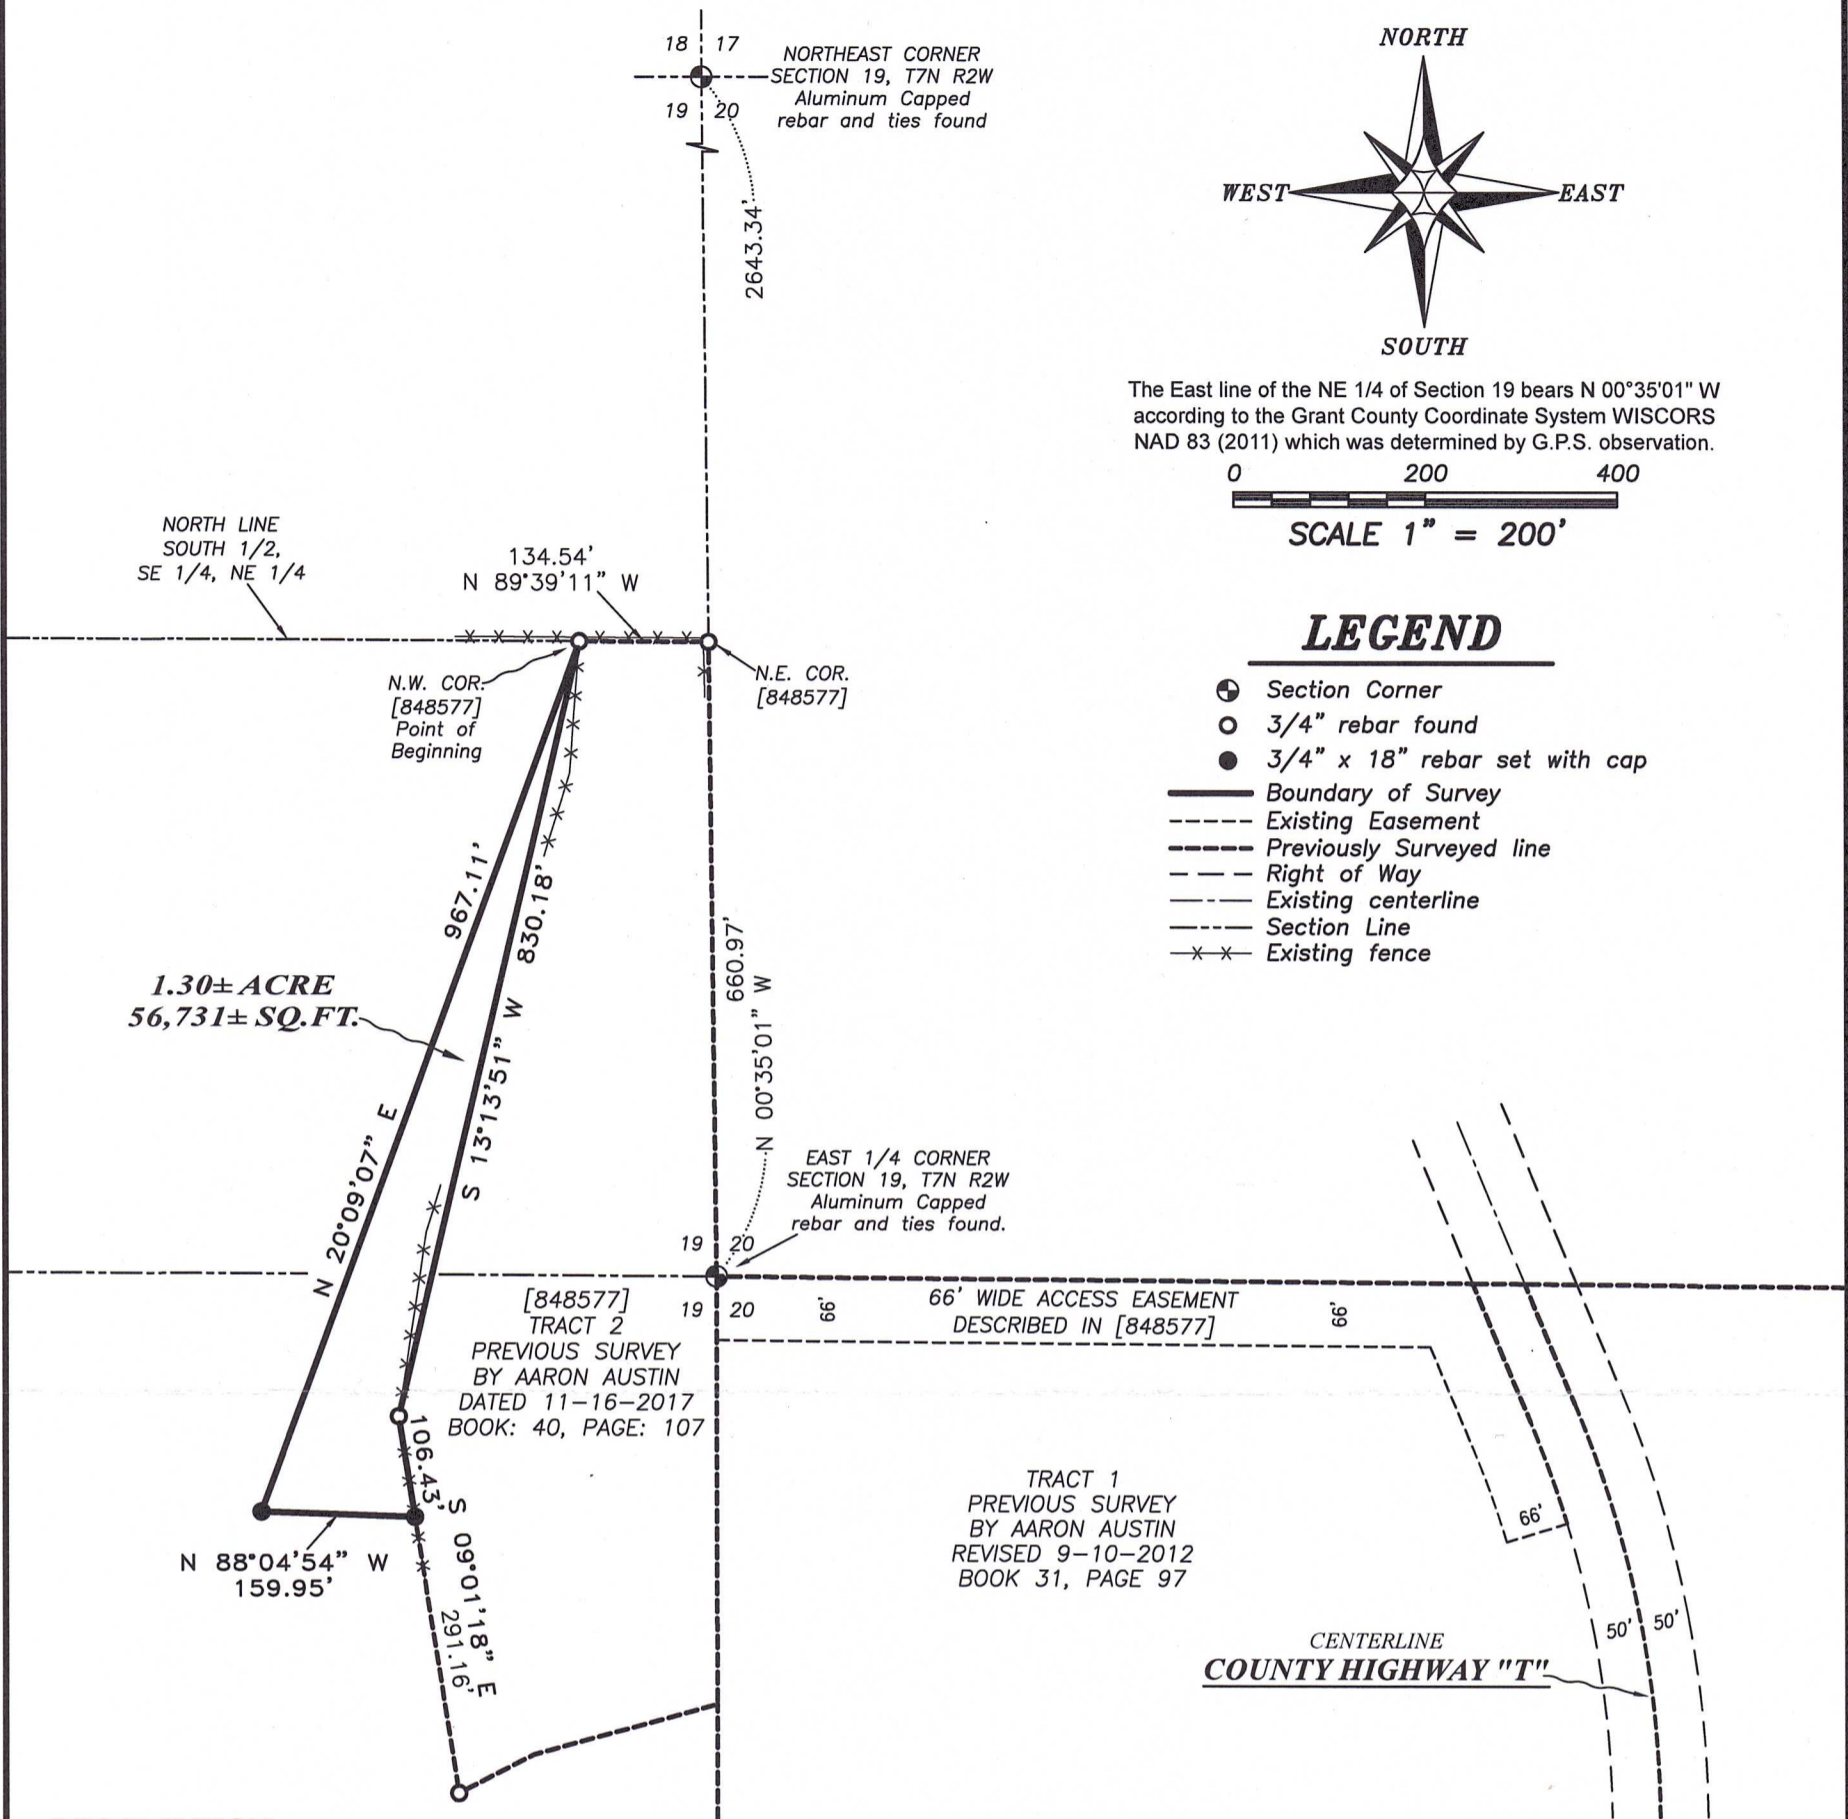 18 17
19 20
NORTHEAST CORNER
SECTION 19, T7N R2W
Aluminum Capped
rebar and ties found
2643.34'
NORTH
WEST
EAST
SOUTH
The East line of the NE 1/4 of Section 19 bears N 00°35'01" W
according to the Grant County Coordinate System WISCORS
NAD 83 (2011) which was determined by G.P.S. observation.
0 200 400
SCALE 1" = 200'
NORTH LINE
SOUTH 1/2,
SE 1/4, NE 1/4
134.54'
N 89°39'11" W
N.W. COR.
[848577]
Point of
Beginning
N.E. COR.
[848577]
LEGEND
Section Corner
3/4" rebar found
3/4" x 18" rebar set with cap
Boundary of Survey
Existing Easement
Previously Surveyed line
Right of Way
Existing centerline
Section Line
Existing fence
967.11'
N 20°09'07" E
S 13°13'51" W 830.18'
1.30± ACRE
56,731± SQ.FT.
660.97'
N 00°35'01" W
EAST 1/4 CORNER
SECTION 19, T7N R2W
Aluminum Capped
rebar and ties found.
19 20
19 20
[848577]
TRACT 2
PREVIOUS SURVEY
BY AARON AUSTIN
DATED 11-16-2017
BOOK: 40, PAGE: 107
66'
66' WIDE ACCESS EASEMENT
DESCRIBED IN [848577]
66'
106.43'
S 09°01'18" E
291.16'
N 88°04'54" W
159.95'
TRACT 1
PREVIOUS SURVEY
BY AARON AUSTIN
REVISED 9-10-2012
BOOK 31, PAGE 97
66'
50' 50'
CENTERLINE
COUNTY HIGHWAY "T"